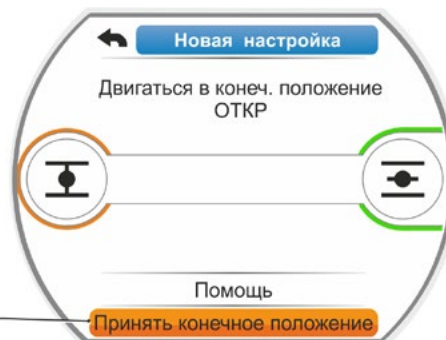 Новая настройка
Двигаться в конеч. положение
ОТКР
Помощь
Принять конечное положение